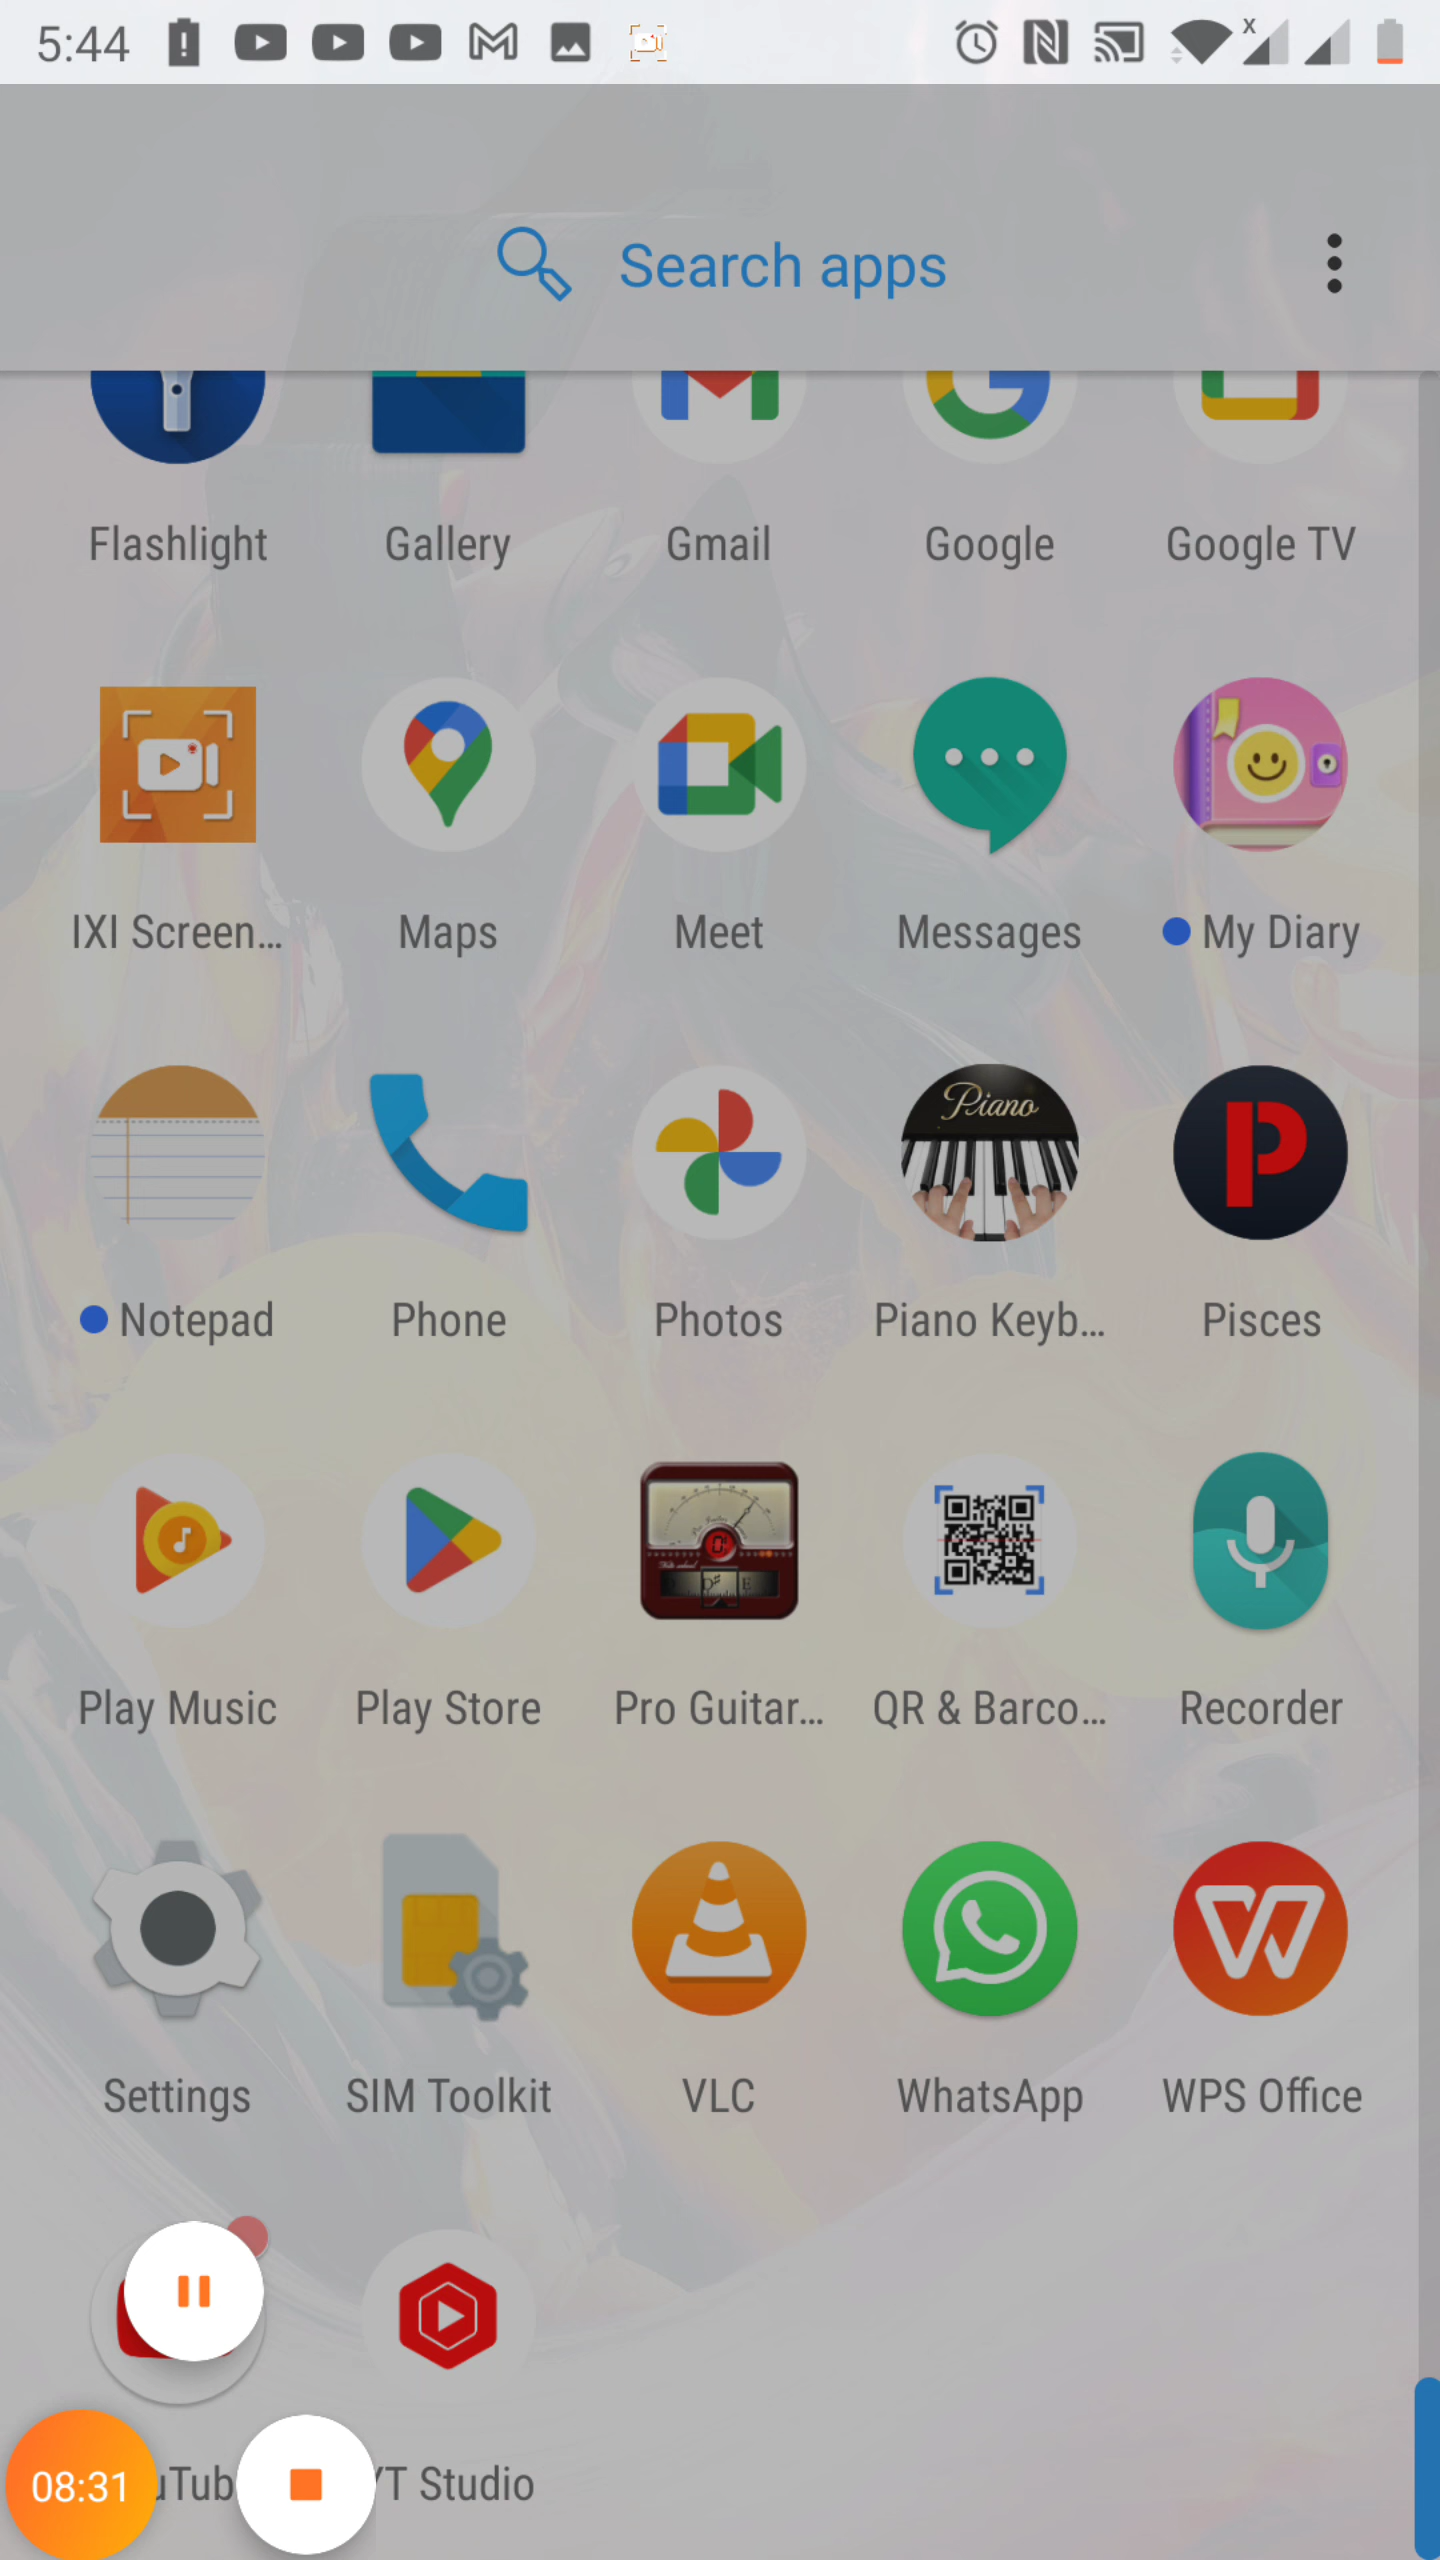 5:44
Search apps
Flashlight Gallery Gmail Google Google TV
IXI Screen... Maps Meet Messages My Diary
Piano
Notepad Phone Photos Piano Keyb... Pisces
Play Music Play Store Pro Guitar... QR & Barco... Recorder
Settings SIM Toolkit VLC WhatsApp WPS Office
08:31 uTub YT Studio